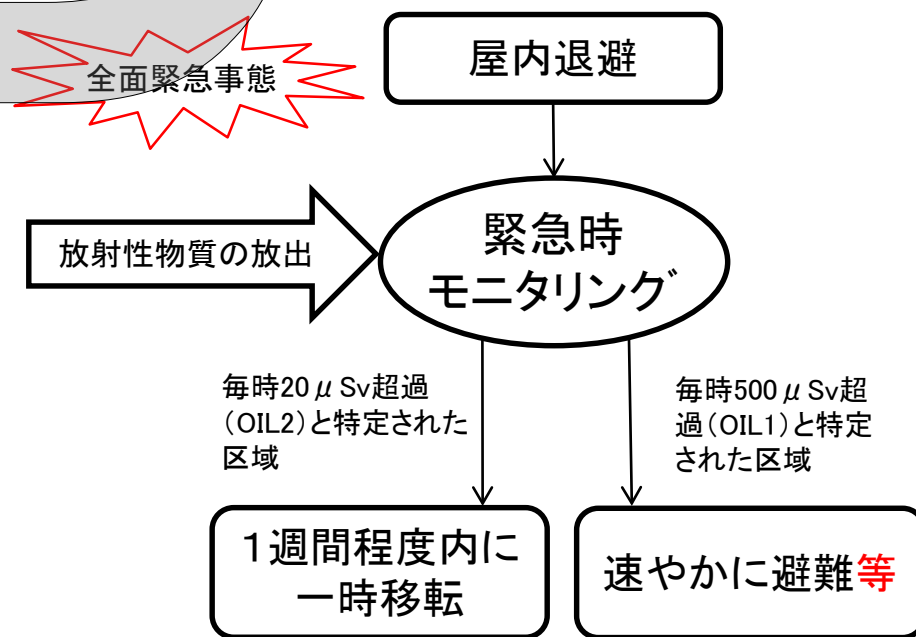 全面緊急事態
屋内退避
放射性物質の放出
緊急時
モニタリング
毎時20μSv超過
(OIL2)と特定された
区域
毎時500μSv超
過(OIL1)と特定
された区域
1週間程度内に
一時移転
速やかに避難等